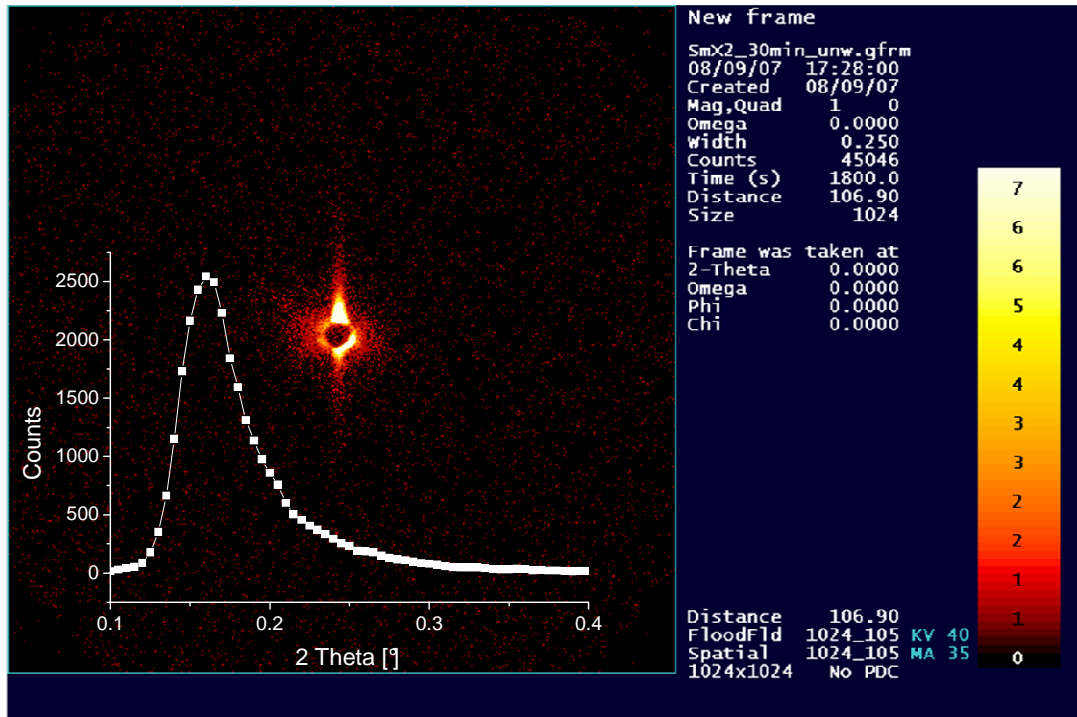 New frame
SmX2_30min_unw.gfrm
08/09/07 17:28:00
Created 08/09/07
Mag,Quad 1 0
Omega 0.0000
Width 0.250
Counts 45046
Time (s) 1800.0
Distance 106.90
Size 1024
Frame was taken at
2-Theta 0.0000
Omega 0.0000
Phi 0.0000
Chi 0.0000
7
6
6
5
4
4
3
3
2
2
1
1
0
2500
2000
1500
1000
500
0
Counts
0.1 0.2 0.3 0.4
2 Theta [°]
Distance 106.90
FloodFld 1024_105 KV 40
Spatial 1024_105 MA 35
1024x1024 No PDC